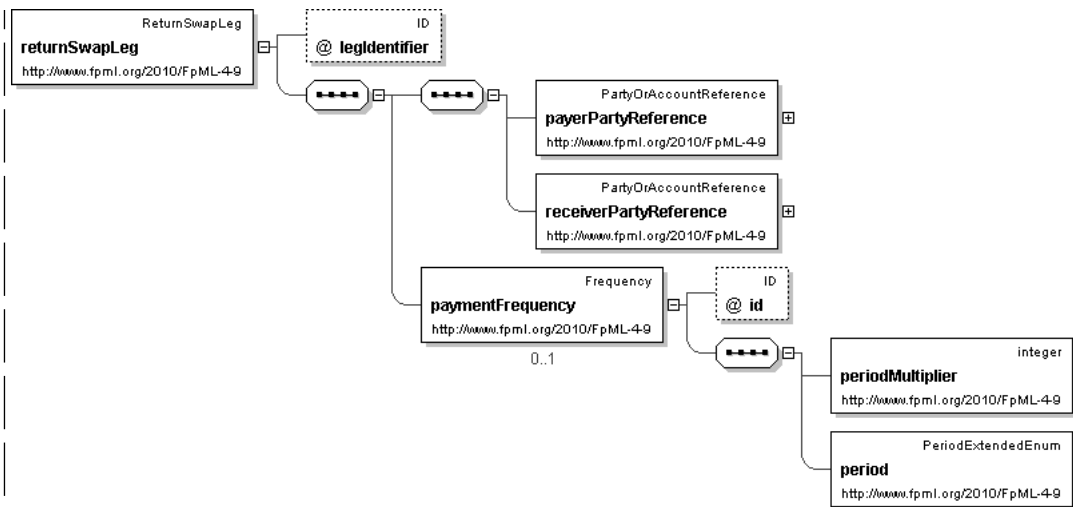 ReturnSwapLeg
returnSwapLeg
http://www.fpml.org/2010/FpML-4-9
ID
@ legIdentifier
PartyOrAccountReference
payerPartyReference
http://www.fpml.org/2010/FpML-4-9
PartyOrAccountReference
receiverPartyReference
http://www.fpml.org/2010/FpML-4-9
Frequency
paymentFrequency
http://www.fpml.org/2010/FpML-4-9
0..1
ID
@ id
integer
periodMultiplier
http://www.fpml.org/2010/FpML-4-9
PeriodExtendedEnum
period
http://www.fpml.org/2010/FpML-4-9